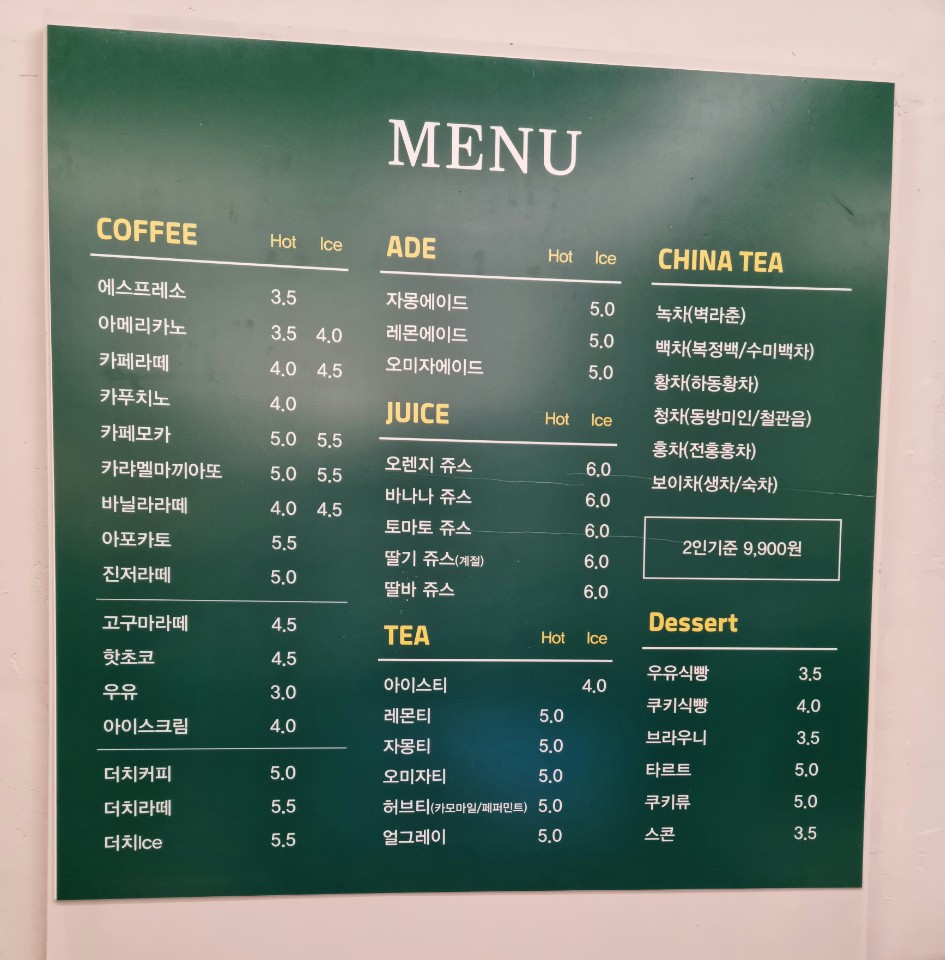 MENU
COFFEE Hot Ice
에스프레소 3.5
아메리카노 3.5 4.0
카페라떼 4.0 4.5
카푸치노 4.0
카페모카 5.0 5.5
카랴멜마끼아또 5.0 5.5
바닐라라떼 4.0 4.5
아포카토 5.5
진저라떼 5.0
고구마라떼 4.5
핫초코 4.5
우유 3.0
아이스크림 4.0
더치커피 5.0
더치라떼 5.5
더치Ice 5.5
ADE Hot Ice
자몽에이드 5.0
레몬에이드 5.0
오미자에이드 5.0
JUICE Hot Ice
오렌지 쥬스 6.0
바나나 쥬스 6.0
토마토 쥬스 6.0
딸기 쥬스(계절) 6.0
딸바 쥬스 6.0
TEA Hot Ice
아이스티 4.0
레몬티 5.0
자몽티 5.0
오미자티 5.0
허브티(카모마일/페퍼민트) 5.0
얼그레이 5.0
CHINA TEA
녹차(벽라춘)
백차(복정백/수미백차)
황차(하동황차)
청차(동방미인/철관음)
홍차(전홍홍차)
보이차(생차/숙차)
2인기준 9,900원
Dessert
우유식빵 3.5
쿠키식빵 4.0
브라우니 3.5
타르트 5.0
쿠키류 5.0
스콘 3.5